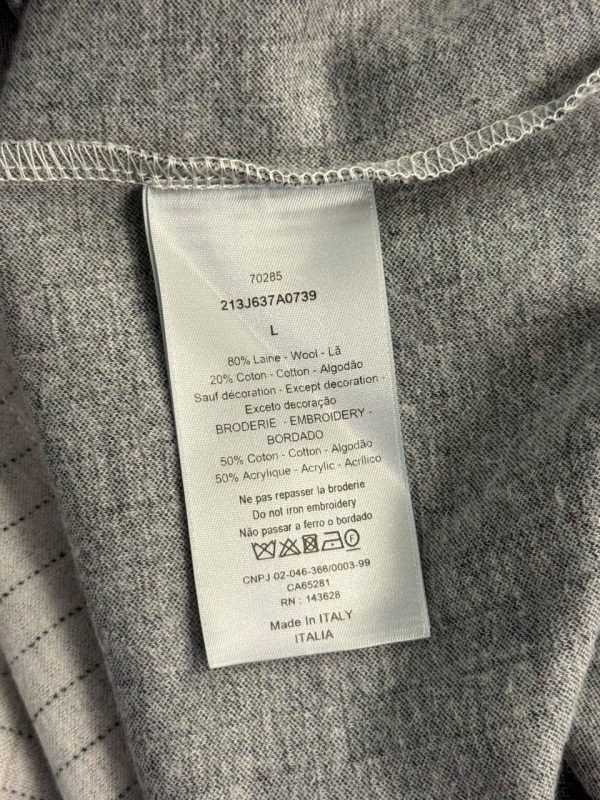 70285
213J637A0739
L
80% Laine - Wool - Lã
20% Coton - Cotton - Algodão
Sauf décoration - Except decoration -
Exceto decoração
BRODERIE - EMBROIDERY -
BORDADO
50% Coton - Cotton - Algodão
50% Acrylique - Acrylic - Acrílico
Ne pas repasser la broderie
Do not iron embroidery
Não passar a ferro o bordado
CNPJ 02-046-366/0003-99
CA65281
RN : 143628
Made In ITALY
ITALIA